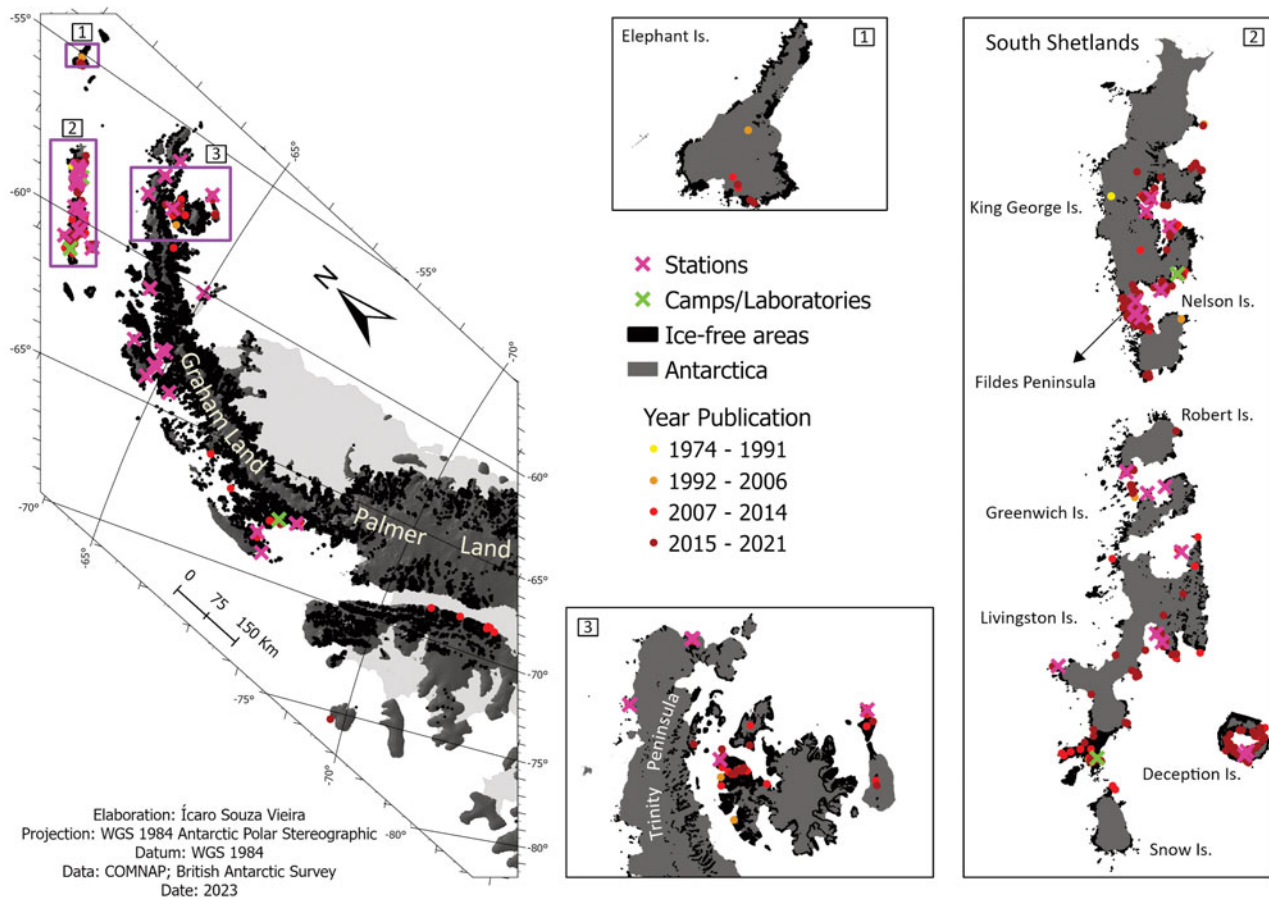 -55°
1
2
3
-60°
-65°
-65°
-55°
-70°
-70°
-65°
-60°
-65°
-70°
-75°
-70°
-80°
-75°
-80°
N
Graham Land
Palmer Land
0 75 150 Km
Elaboration: Ícaro Souza Vieira
Projection: WGS 1984 Antarctic Polar Stereographic
Datum: WGS 1984
Data: COMNAP; British Antarctic Survey
Date: 2023
Elephant Is.
1
Stations
Camps/Laboratories
Ice-free areas
Antarctica
Year Publication
1974 - 1991
1992 - 2006
2007 - 2014
2015 - 2021
3
Trinity Peninsula
South Shetlands
2
King George Is.
Nelson Is.
Fildes Peninsula
Robert Is.
Greenwich Is.
Livingston Is.
Deception Is.
Snow Is.